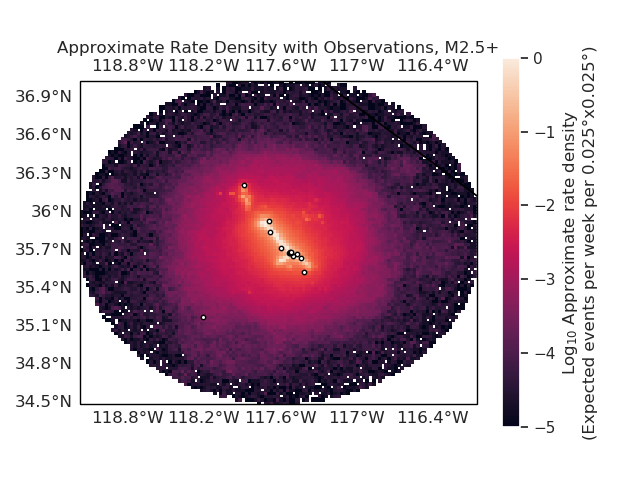 Approximate Rate Density with Observations, M2.5+
118.8°W 118.2°W 117.6°W 117°W 116.4°W
36.9°N
36.6°N
36.3°N
36°N
35.7°N
35.4°N
35.1°N
34.8°N
34.5°N
118.8°W 118.2°W 117.6°W 117°W 116.4°W
0
−1
−2
−3
−4
−5
Log10 Approximate rate density
(Expected events per week per 0.025°x0.025°)